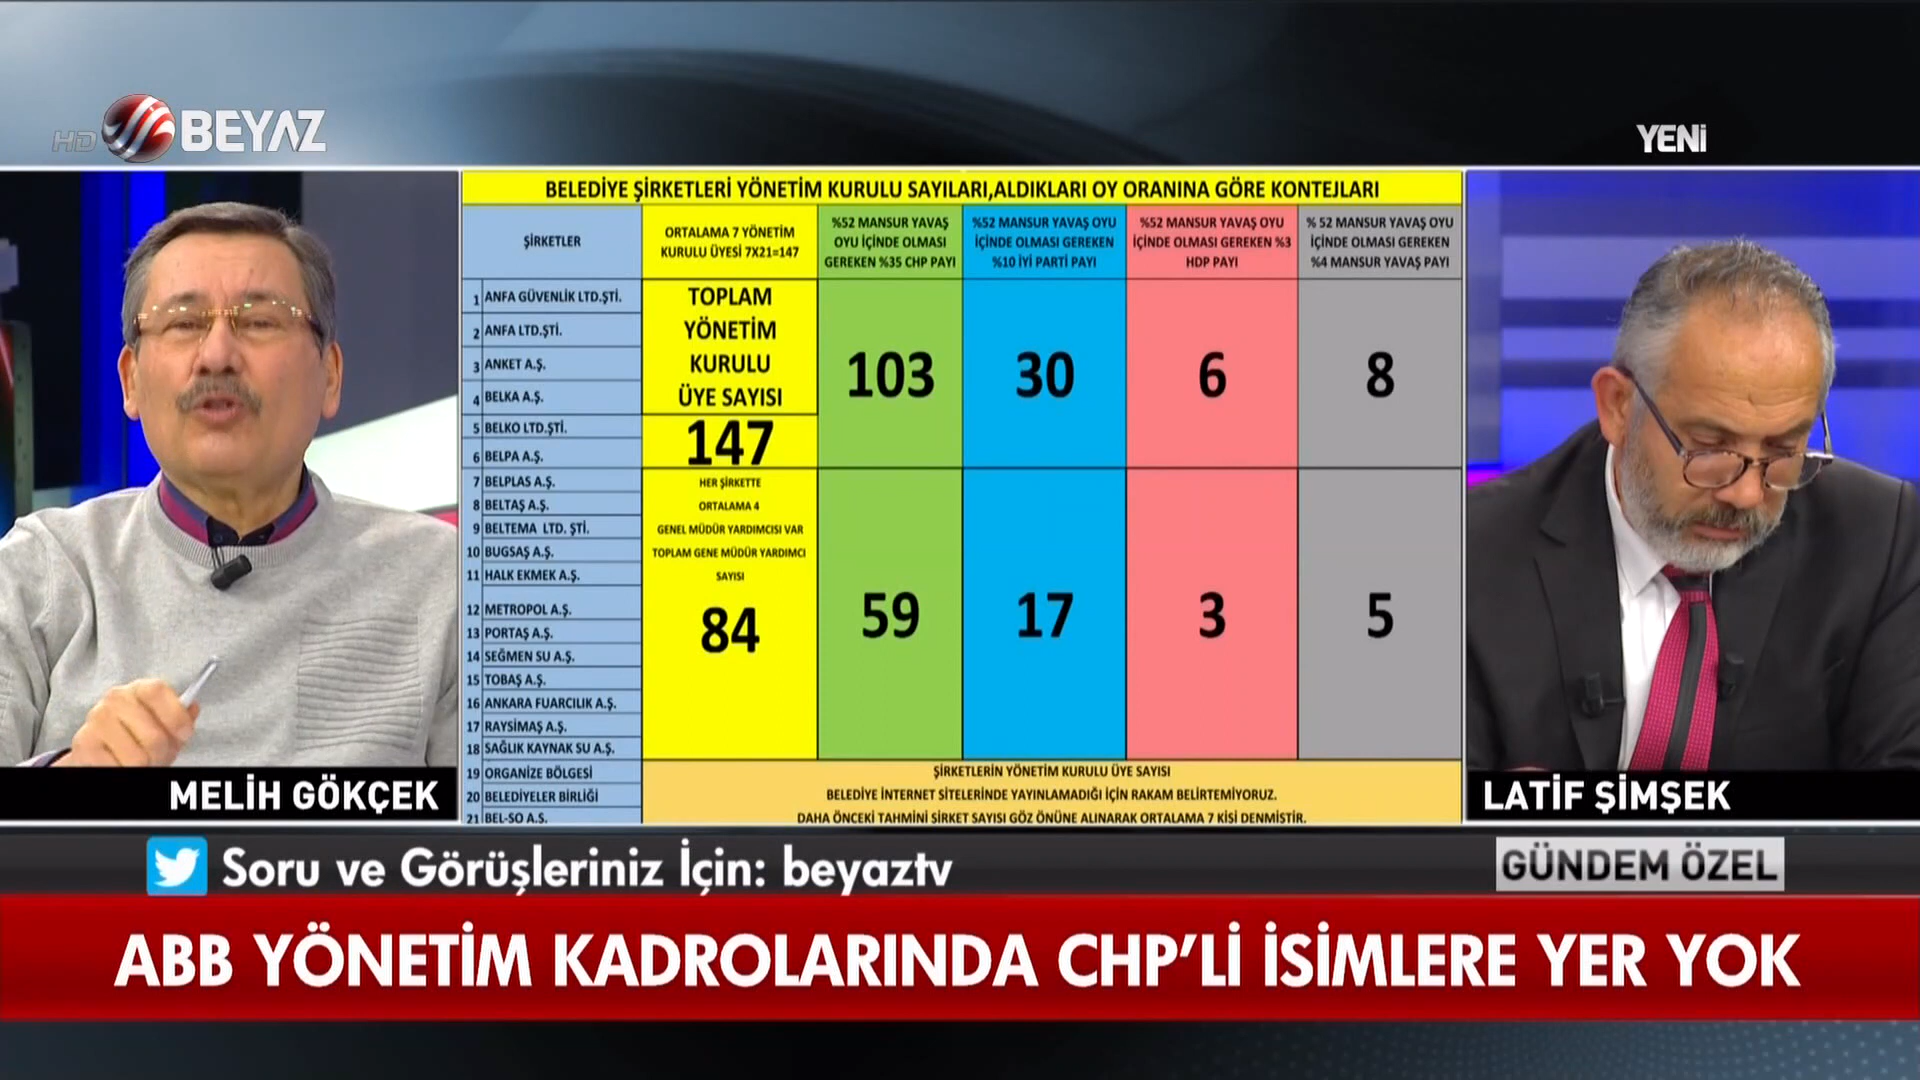 HD BEYAZ
YENİ
BELEDİYE ŞİRKETLERİ YÖNETİM KURULU SAYILARI,ALDIKLARI OY ORANINA GÖRE KONTEJLARI
ŞİRKETLER
ORTALAMA 7 YÖNETİM
KURULU ÜYESİ 7X21=147
%52 MANSUR YAVAŞ
OYU İÇİNDE OLMASI
GEREKEN %35 CHP PAYI
%52 MANSUR YAVAŞ OYU
İÇİNDE OLMASI GEREKEN
%10 İYİ PARTİ PAYI
%52 MANSUR YAVAŞ OYU
İÇİNDE OLMASI GEREKEN %3
HDP PAYI
% 52 MANSUR YAVAŞ OYU
İÇİNDE OLMASI GEREKEN
%4 MANSUR YAVAŞ PAYI
1 ANFA GÜVENLİK LTD.ŞTİ.
2 ANFA LTD.ŞTİ.
3 ANKET A.Ş.
4 BELKA A.Ş.
5 BELKO LTD.ŞTİ.
6 BELPA A.Ş.
7 BELPLAS A.Ş.
8 BELTAŞ A.Ş.
9 BELTEMA LTD. ŞTİ.
10 BUGSAŞ A.Ş.
11 HALK EKMEK A.Ş.
12 METROPOL A.Ş.
13 PORTAŞ A.Ş.
14 SEĞMEN SU A.Ş.
15 TOBAŞ A.Ş.
16 ANKARA FUARCILIK A.Ş.
17 RAYSİMAŞ A.Ş.
18 SAĞLIK KAYNAK SU A.Ş.
19 ORGANİZE BÖLGESİ
20 BELEDİYELER BİRLİĞİ
21 BEL-SO A.Ş.
TOPLAM
YÖNETİM
KURULU
ÜYE SAYISI
147
103
30
6
8
HER ŞİRKETTE
ORTALAMA 4
GENEL MÜDÜR YARDIMCISI VAR
TOPLAM GENE MÜDÜR YARDIMCI
SAYISI
84
59
17
3
5
ŞİRKETLERİN YÖNETİM KURULU ÜYE SAYISI
BELEDİYE İNTERNET SİTELERİNDE YAYINLAMADIĞI İÇİN RAKAM BELİRTEMİYORUZ.
DAHA ÖNCEKİ TAHMİNİ ŞİRKET SAYISI GÖZ ÖNÜNE ALINARAK ORTALAMA 7 KİŞİ DENMİŞTİR.
MELİH GÖKÇEK
LATİF ŞİMŞEK
Soru ve Görüşleriniz İçin: beyaztv
GÜNDEM ÖZEL
ABB YÖNETİM KADROLARINDA CHP'Lİ İSİMLERE YER YOK